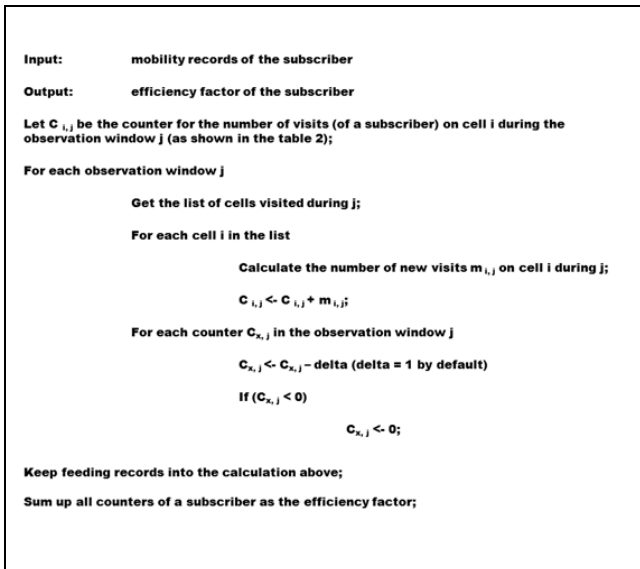 Input: mobility records of the subscriber
Output: efficiency factor of the subscriber
Let C i, j be the counter for the number of visits (of a subscriber) on cell i during the
observation window j (as shown in the table 2);
For each observation window j
Get the list of cells visited during j;
For each cell i in the list
Calculate the number of new visits m i, j on cell i during j;
C i, j <- C i, j + m i, j;
For each counter Cx, j in the observation window j
Cx, j <- Cx, j – delta (delta = 1 by default)
If (Cx, j < 0)
Cx, j <- 0;
Keep feeding records into the calculation above;
Sum up all counters of a subscriber as the efficiency factor;